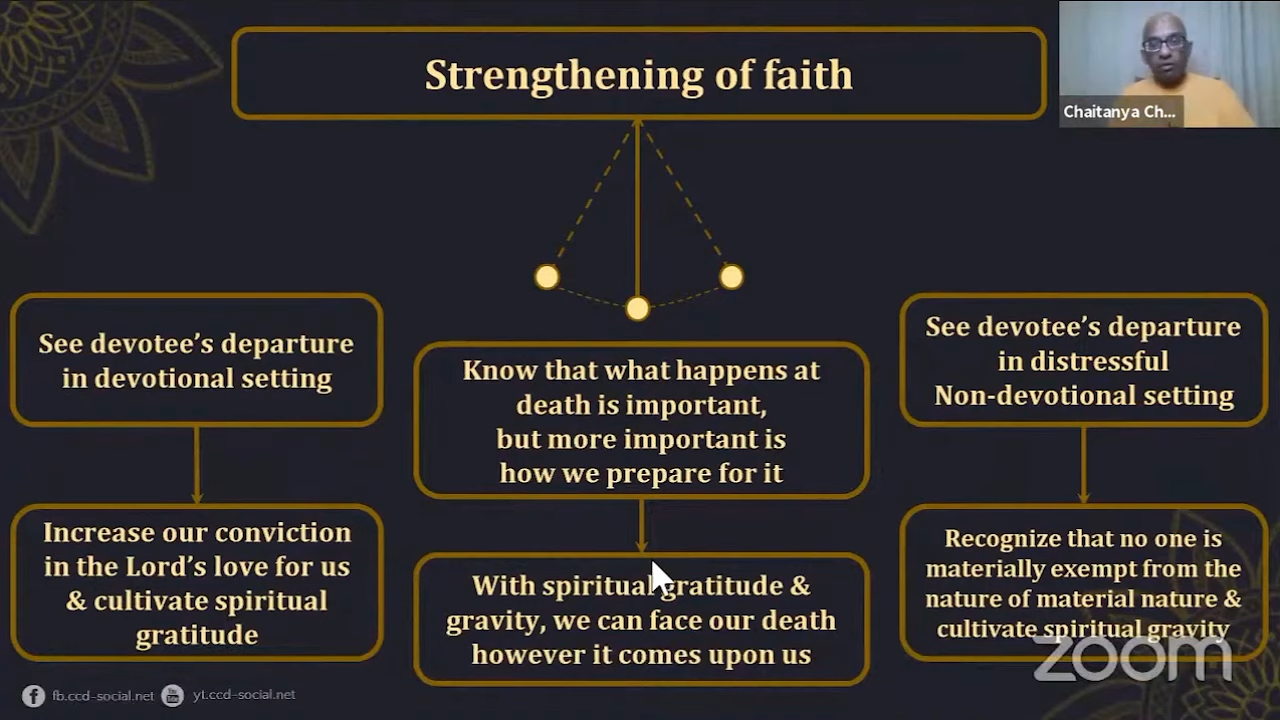 Strengthening of faith
Chaitanya Ch...
See devotee’s departure
in devotional setting
Increase our conviction
in the Lord’s love for us
& cultivate spiritual
gratitude
Know that what happens at
death is important,
but more important is
how we prepare for it
With spiritual gratitude &
gravity, we can face our death
however it comes upon us
See devotee’s departure
in distressful
Non-devotional setting
Recognize that no one is
materially exempt from the
nature of material nature &
cultivate spiritual gravity
zoom
fb.ccd-social.net yt.ccd-social.net